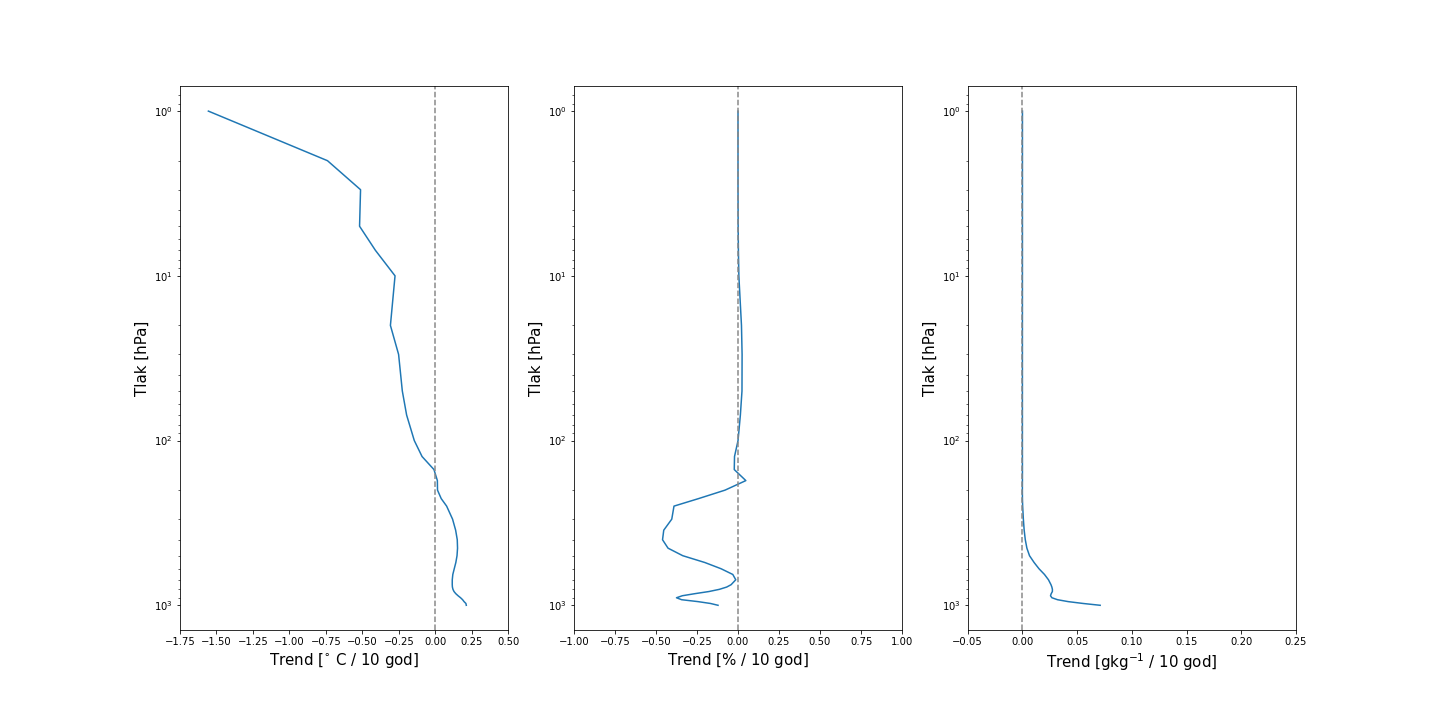 10⁰
10¹
10²
10³
Tlak [hPa]
−1.75 −1.50 −1.25 −1.00 −0.75 −0.50 −0.25 0.00 0.25 0.50
Trend [° C / 10 god]
10⁰
10¹
10²
10³
Tlak [hPa]
−1.00 −0.75 −0.50 −0.25 0.00 0.25 0.50 0.75 1.00
Trend [% / 10 god]
10⁰
10¹
10²
10³
Tlak [hPa]
−0.05 0.00 0.05 0.10 0.15 0.20 0.25
Trend [gkg⁻¹ / 10 god]